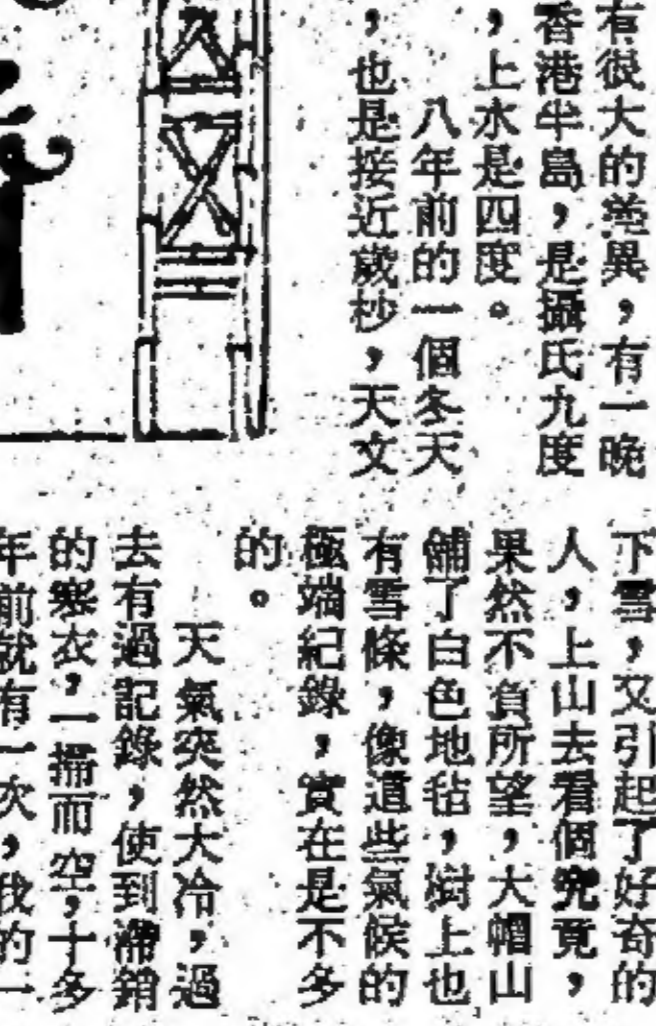 有很大的差異，有一晚
香港半島，是攝氏九度
，上水是四度。
八年前的一個冬天
，也是接近歲杪，天文
下雪，又引起了好奇的
人，上山去看個究竟，
果然不負所望，大帽山
舖了白色地毡，樹上也
有雪條，像這些氣候的
極端紀錄，實在是不多
的。
天氣突然大冷，過
去有過記錄，使到滯銷
的寒衣，一掃而空，十多
年前就有一次，我的一